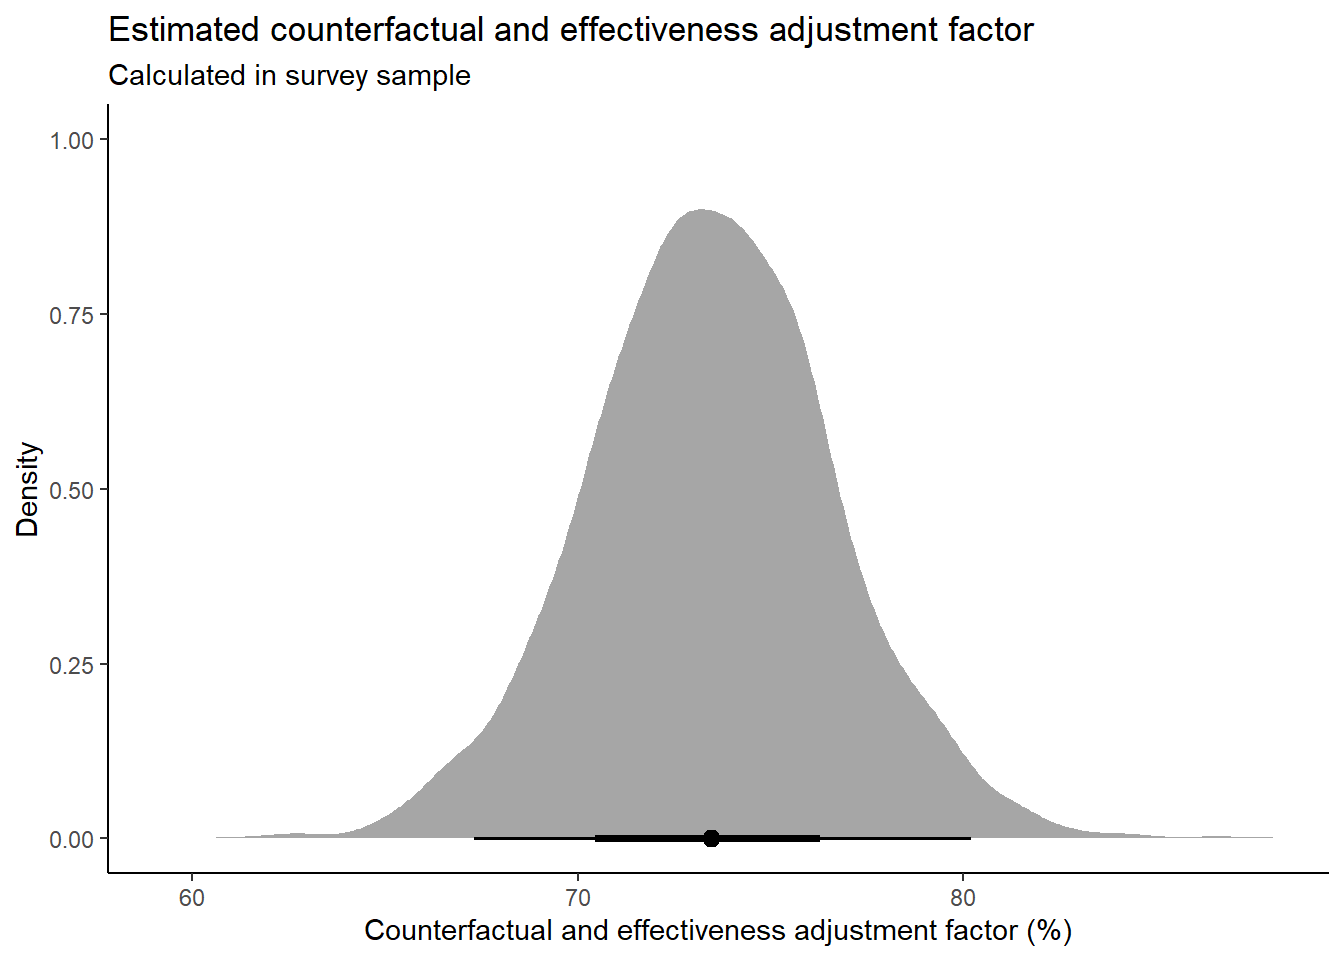 Estimated counterfactual and effectiveness adjustment factor
Calculated in survey sample
1.00
0.75
0.50
0.25
0.00
Density
60
70
80
Counterfactual and effectiveness adjustment factor (%)